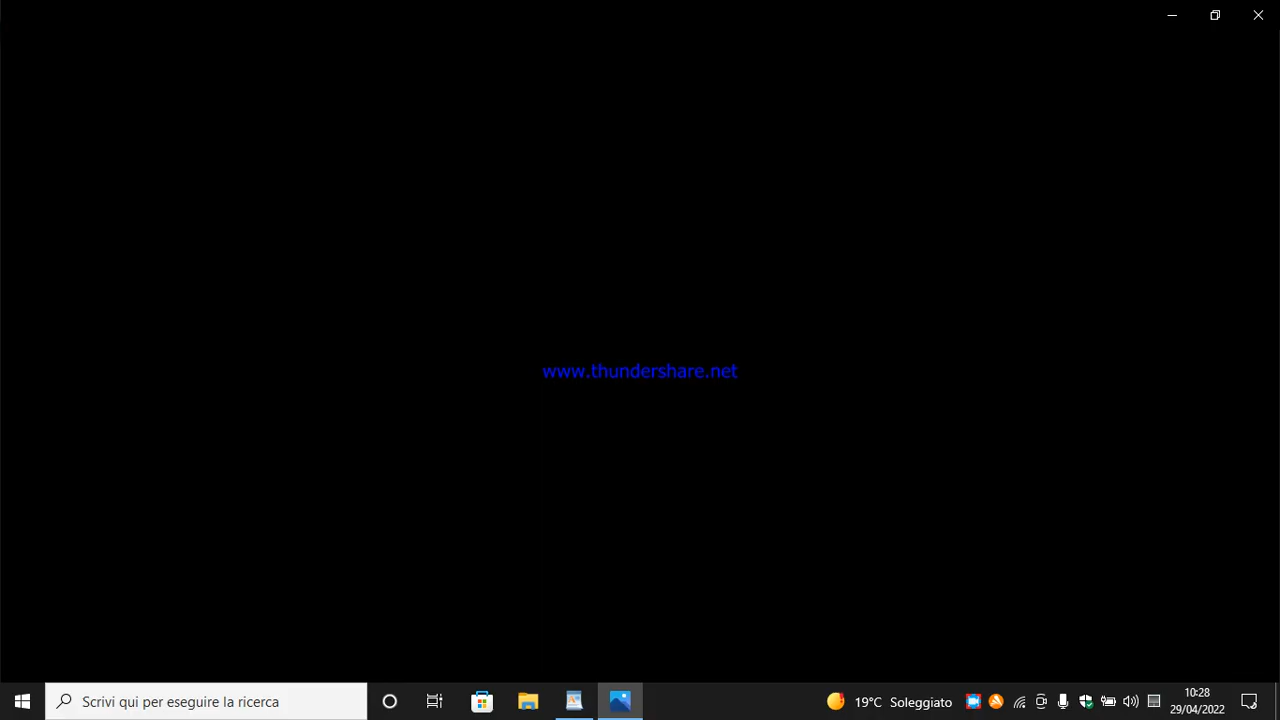 www.thundershare.net
Scrivi qui per eseguire la ricerca
19°C Soleggiato
10:28
29/04/2022